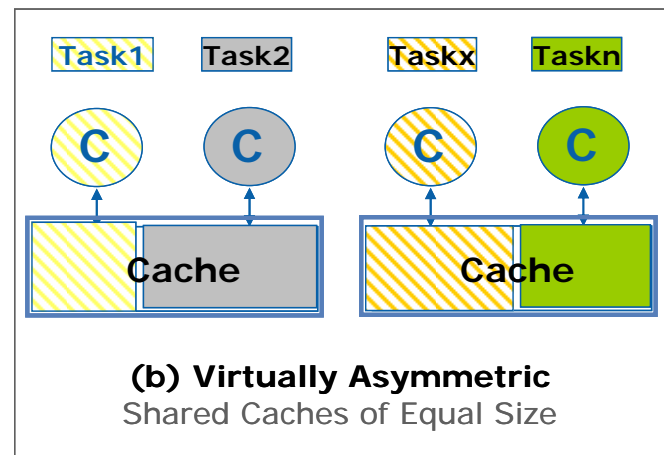 Task1 Task2 Taskx Taskn
C C C C
Cache Cache
(b) Virtually Asymmetric
Shared Caches of Equal Size